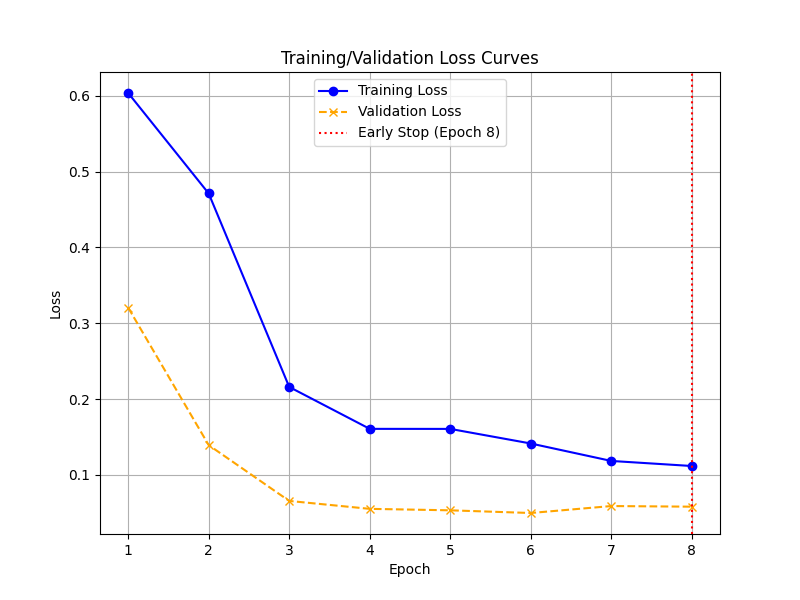 Training/Validation Loss Curves
Training Loss
Validation Loss
Early Stop (Epoch 8)
0.6
0.5
0.4
0.3
0.2
0.1
Loss
1 2 3 4 5 6 7 8
Epoch